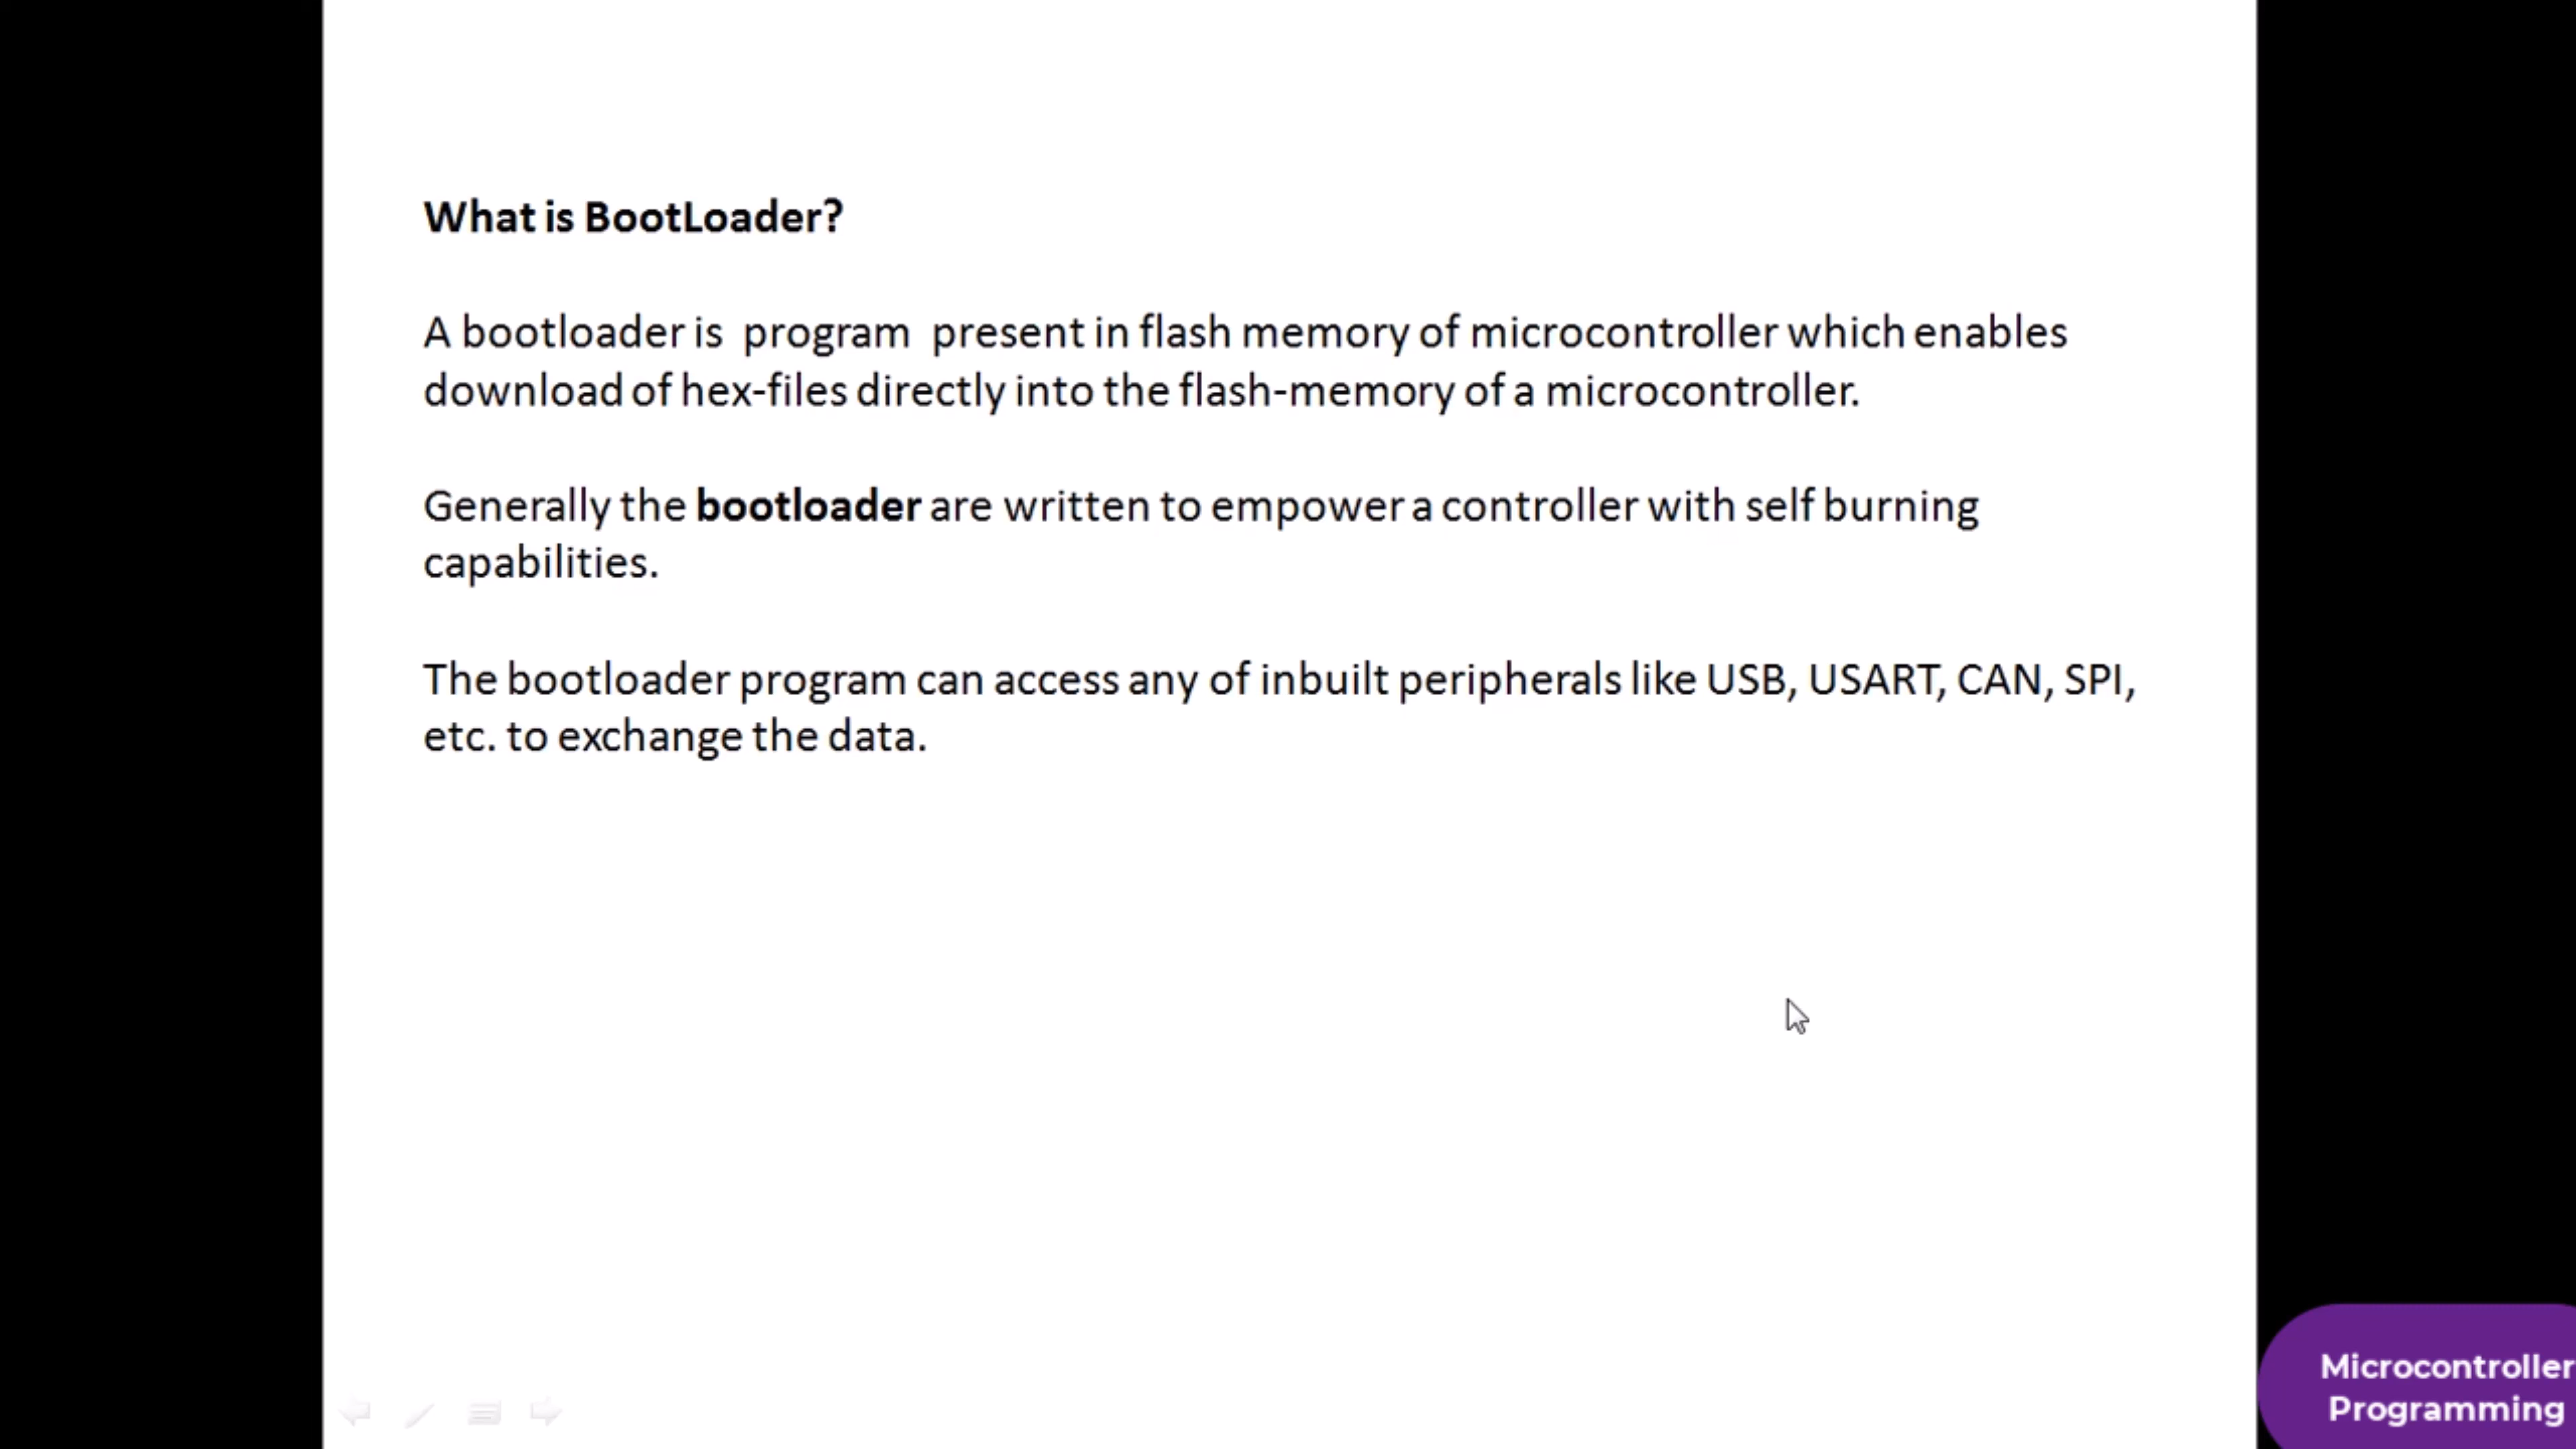 What is BootLoader?
A bootloader is program present in flash memory of microcontroller which enables
download of hex-files directly into the flash-memory of a microcontroller.
Generally the bootloader are written to empower a controller with self burning
capabilities.
The bootloader program can access any of inbuilt peripherals like USB, USART, CAN, SPI,
etc. to exchange the data.
Microcontroller
Programming